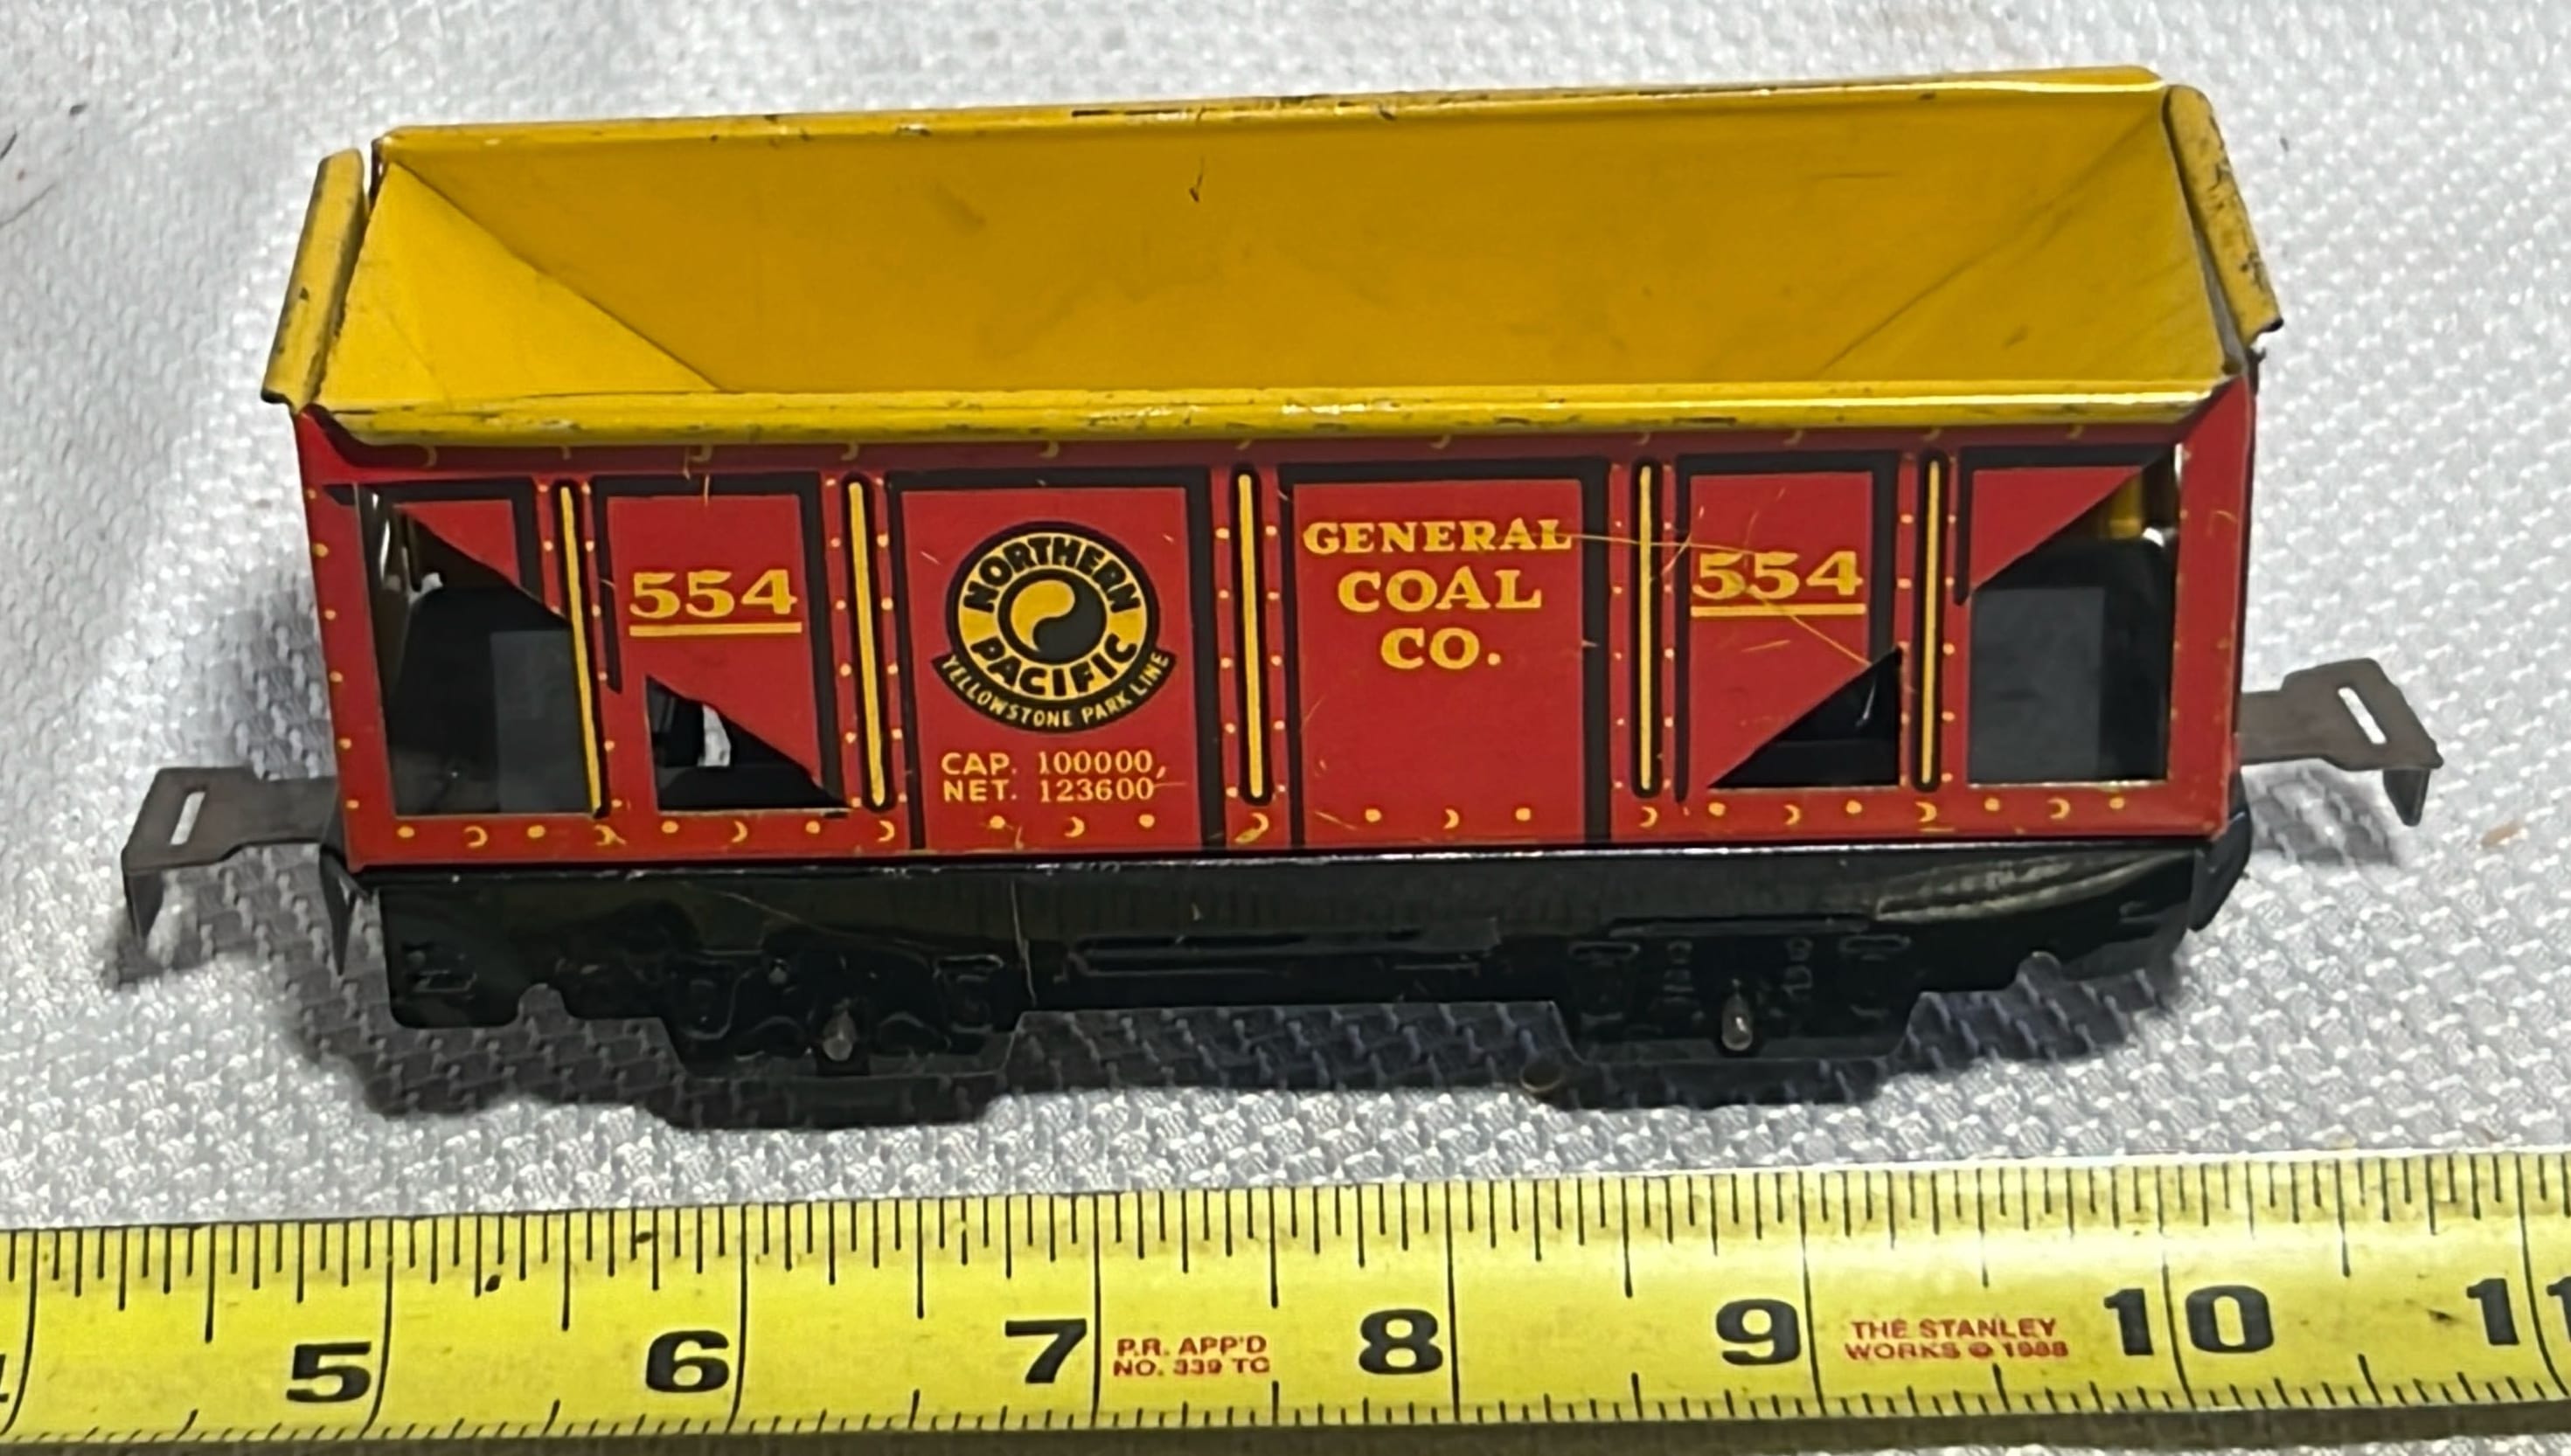 554
NORTHERN
PACIFIC
YELLOWSTONE PARK LINE
CAP. 100000,
NET. 123600
GENERAL
COAL
CO.
554
5 6 7 8 9 10 11
P.R. APP'D
NO. 339 TC
THE STANLEY
WORKS © 1988